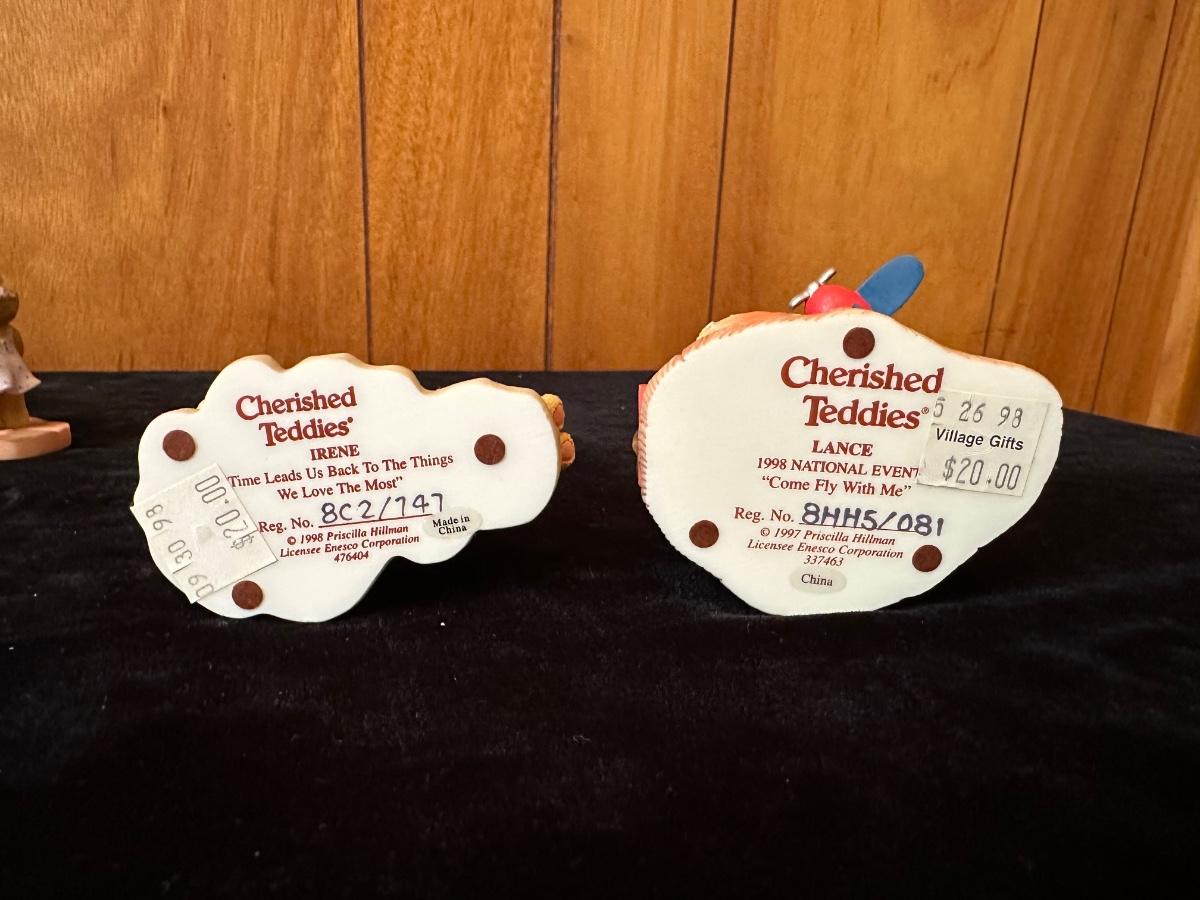 Cherished
Teddies®
IRENE
Time Leads Us Back To The Things
We Love The Most”
Reg. No. 8C2/747
Made in
China
© 1998 Priscilla Hillman
Licensee Enesco Corporation
476404
$20.00
09 30 98
Cherished
Teddies®
LANCE
1998 NATIONAL EVENT
“Come Fly With Me”
Reg. No. 8HH5/081
© 1997 Priscilla Hillman
Licensee Enesco Corporation
337463
China
5 26 98
Village Gifts
$20.00